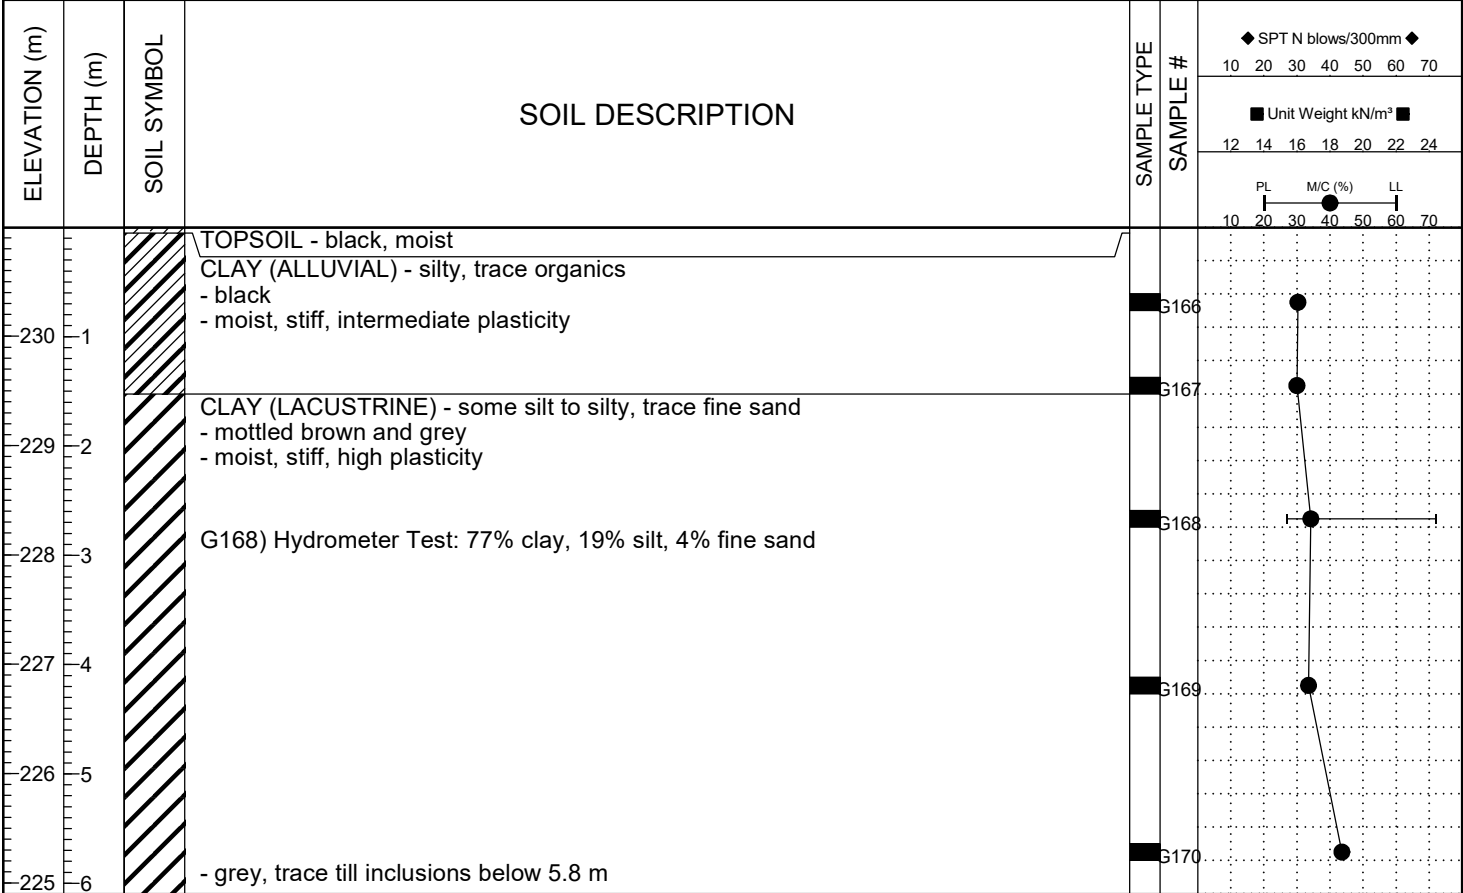 ELEVATION (m)
DEPTH (m)
SOIL SYMBOL
SOIL DESCRIPTION
SAMPLE TYPE
SAMPLE #
◆ SPT N blows/300mm ◆
10 20 30 40 50 60 70
■ Unit Weight kN/m³ ■
12 14 16 18 20 22 24
PL M/C (%) LL
10 20 30 40 50 60 70
TOPSOIL - black, moist
CLAY (ALLUVIAL) - silty, trace organics
- black
- moist, stiff, intermediate plasticity
G166
230 1
G167
CLAY (LACUSTRINE) - some silt to silty, trace fine sand
- mottled brown and grey
229 2
- moist, stiff, high plasticity
G168
G168) Hydrometer Test: 77% clay, 19% silt, 4% fine sand
228 3
227 4
G169
226 5
G170
- grey, trace till inclusions below 5.8 m
225 6